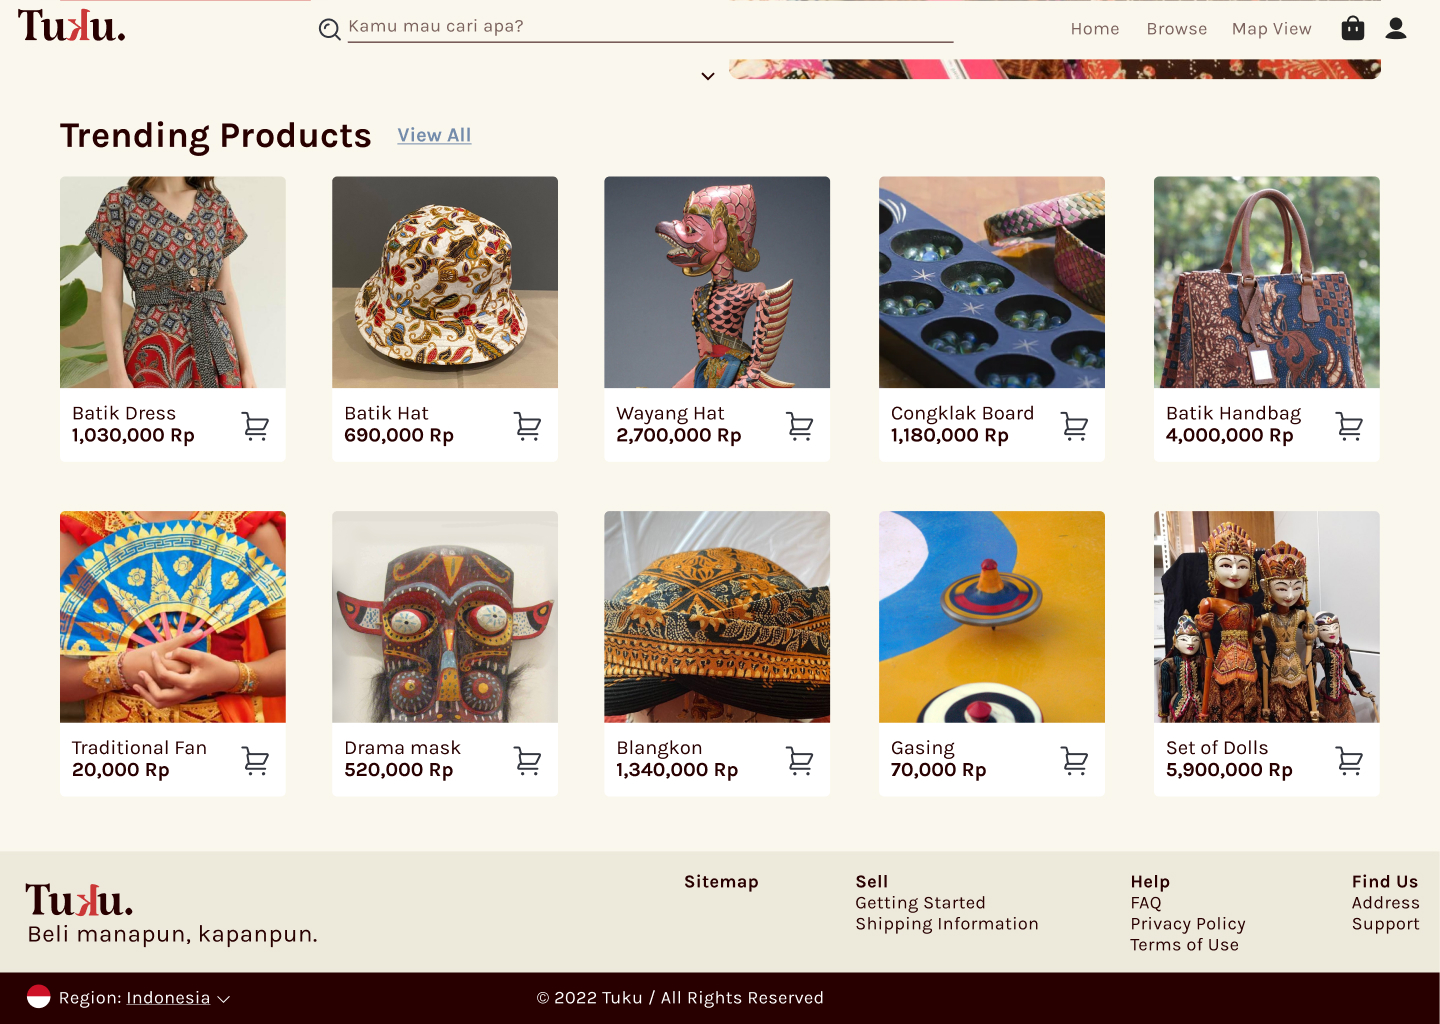 Tuku.
Kamu mau cari apa?
Home Browse Map View
Trending Products View All
Batik Dress
1,030,000 Rp
Batik Hat
690,000 Rp
Wayang Hat
2,700,000 Rp
Congklak Board
1,180,000 Rp
Batik Handbag
4,000,000 Rp
Traditional Fan
20,000 Rp
Drama mask
520,000 Rp
Blangkon
1,340,000 Rp
Gasing
70,000 Rp
Set of Dolls
5,900,000 Rp
Tuku.
Beli manapun, kapanpun.
Sitemap
Sell
Getting Started
Shipping Information
Help
FAQ
Privacy Policy
Terms of Use
Find Us
Address
Support
Region: Indonesia
© 2022 Tuku / All Rights Reserved